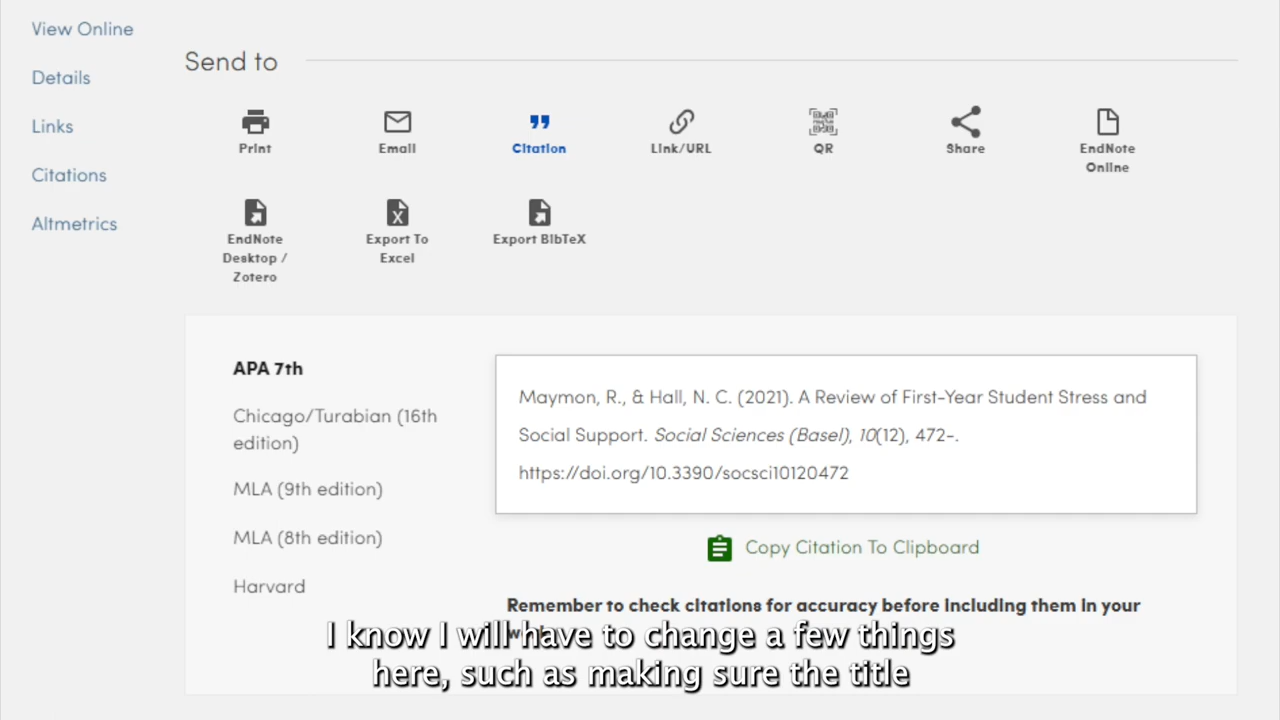 View Online
Details
Links
Citations
Altmetrics
Send to
Print
Email
Citation
Link/URL
QR
Share
EndNote
Online
EndNote
Desktop /
Zotero
Export To
Excel
Export BibTeX
APA 7th
Chicago/Turabian (16th
edition)
MLA (9th edition)
MLA (8th edition)
Harvard
Maymon, R., & Hall, N. C. (2021). A Review of First-Year Student Stress and
Social Support. Social Sciences (Basel), 10(12), 472-.
https://doi.org/10.3390/socsci10120472
Copy Citation To Clipboard
Remember to check citations for accuracy before including them in your
I know I will have to change a few things
here, such as making sure the title